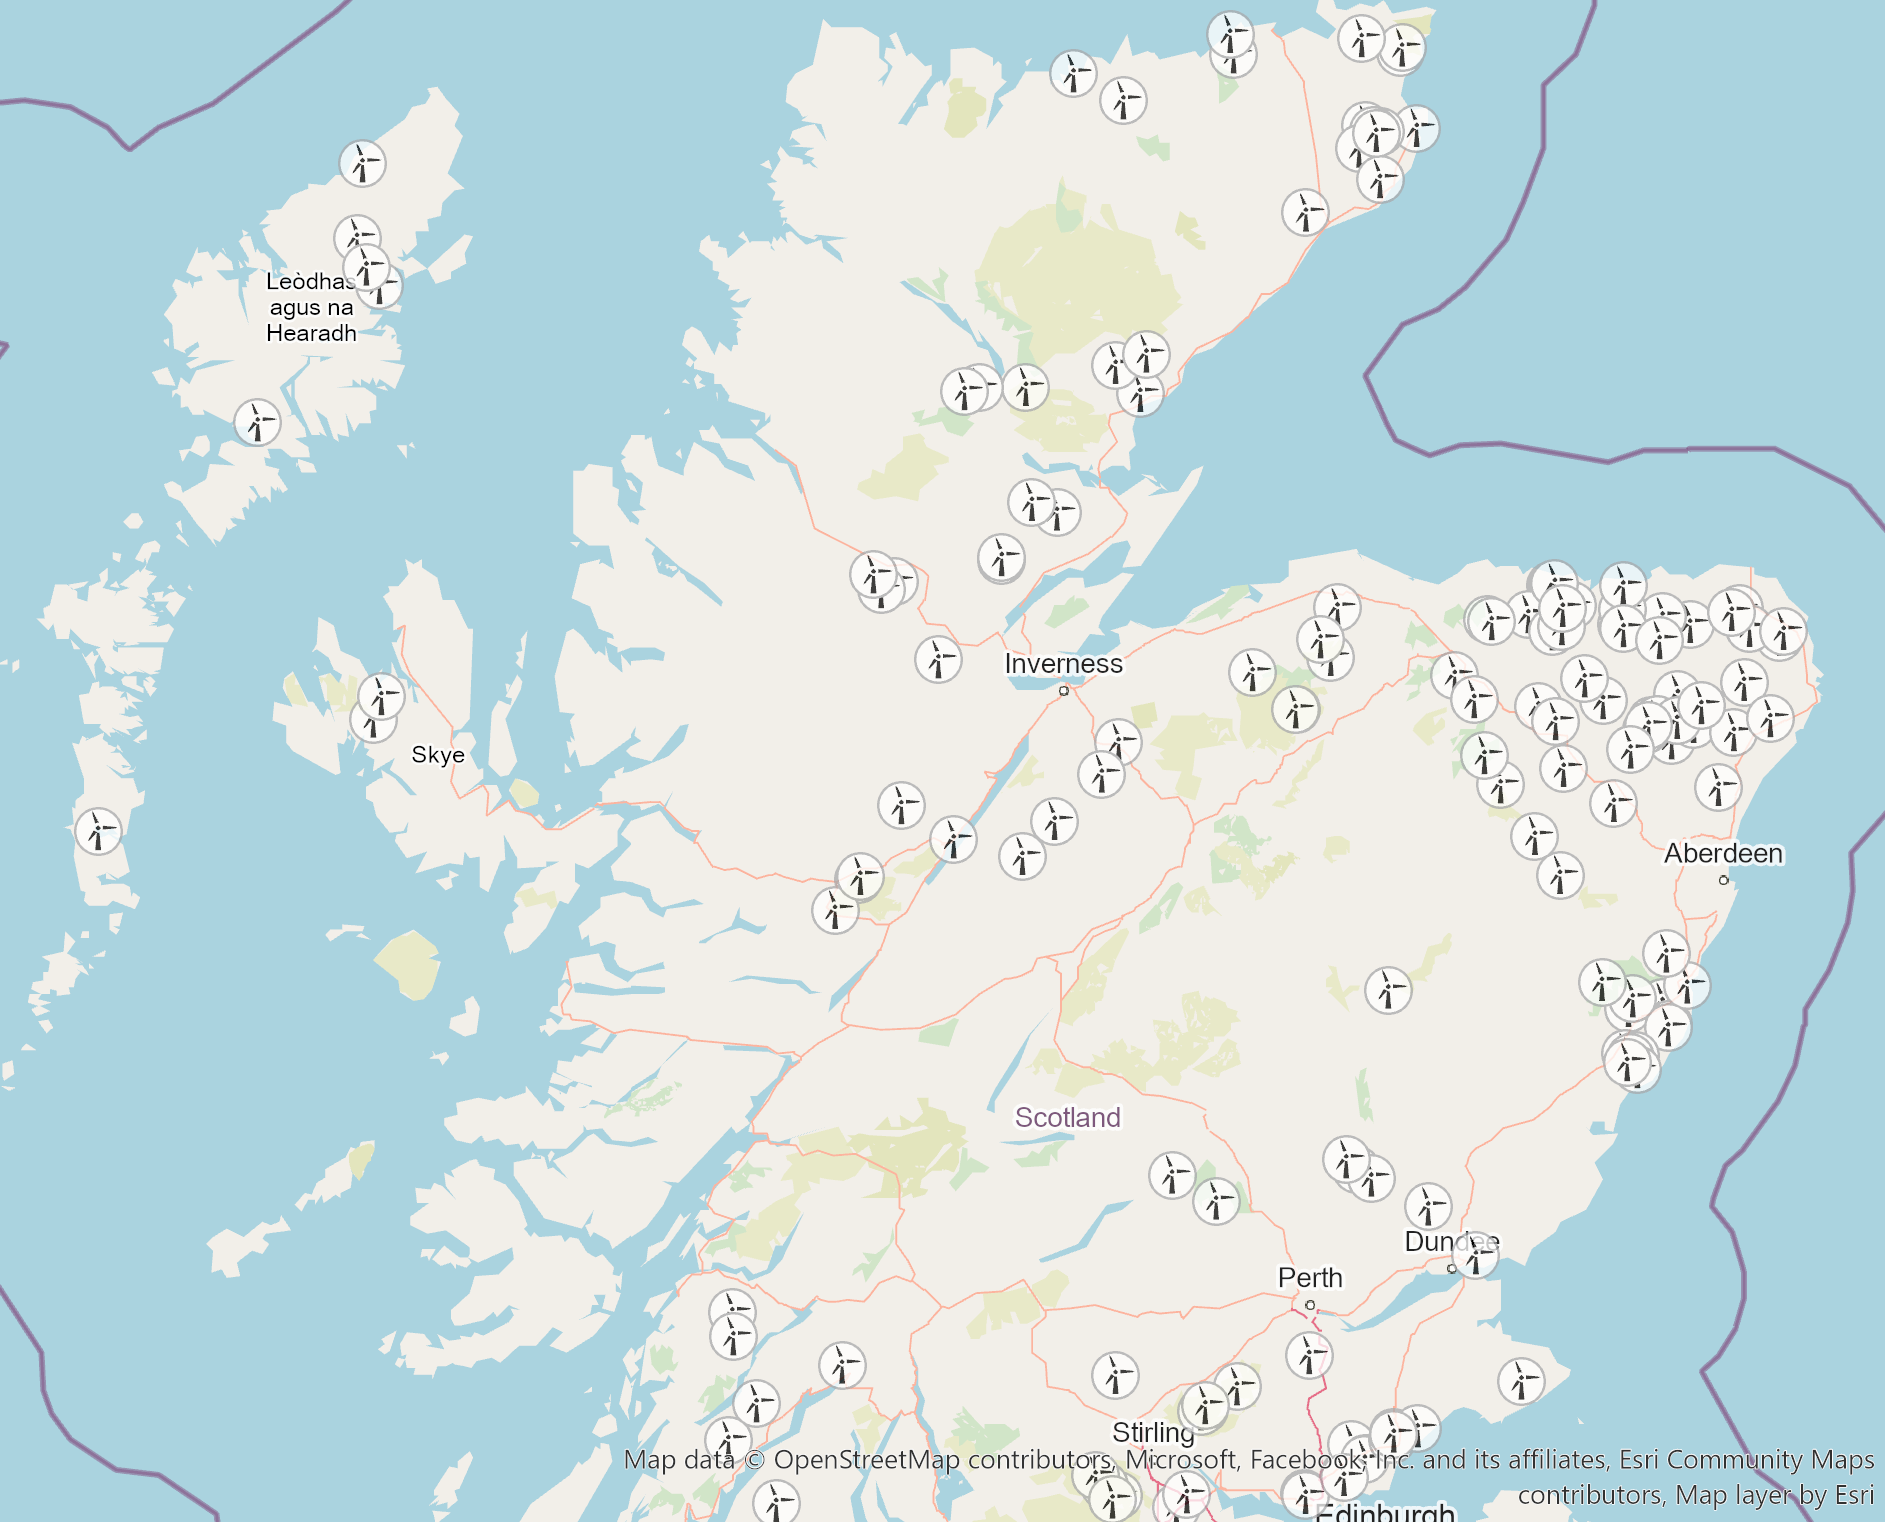 Leòdhas
agus na
Hearadh
Inverness
Skye
Aberdeen
Scotland
Dundee
Perth
Stirling
Map data © OpenStreetMap contributors, Microsoft, Facebook, Inc. and its affiliates, Esri Community Maps
contributors, Map layer by Esri
Edinburgh